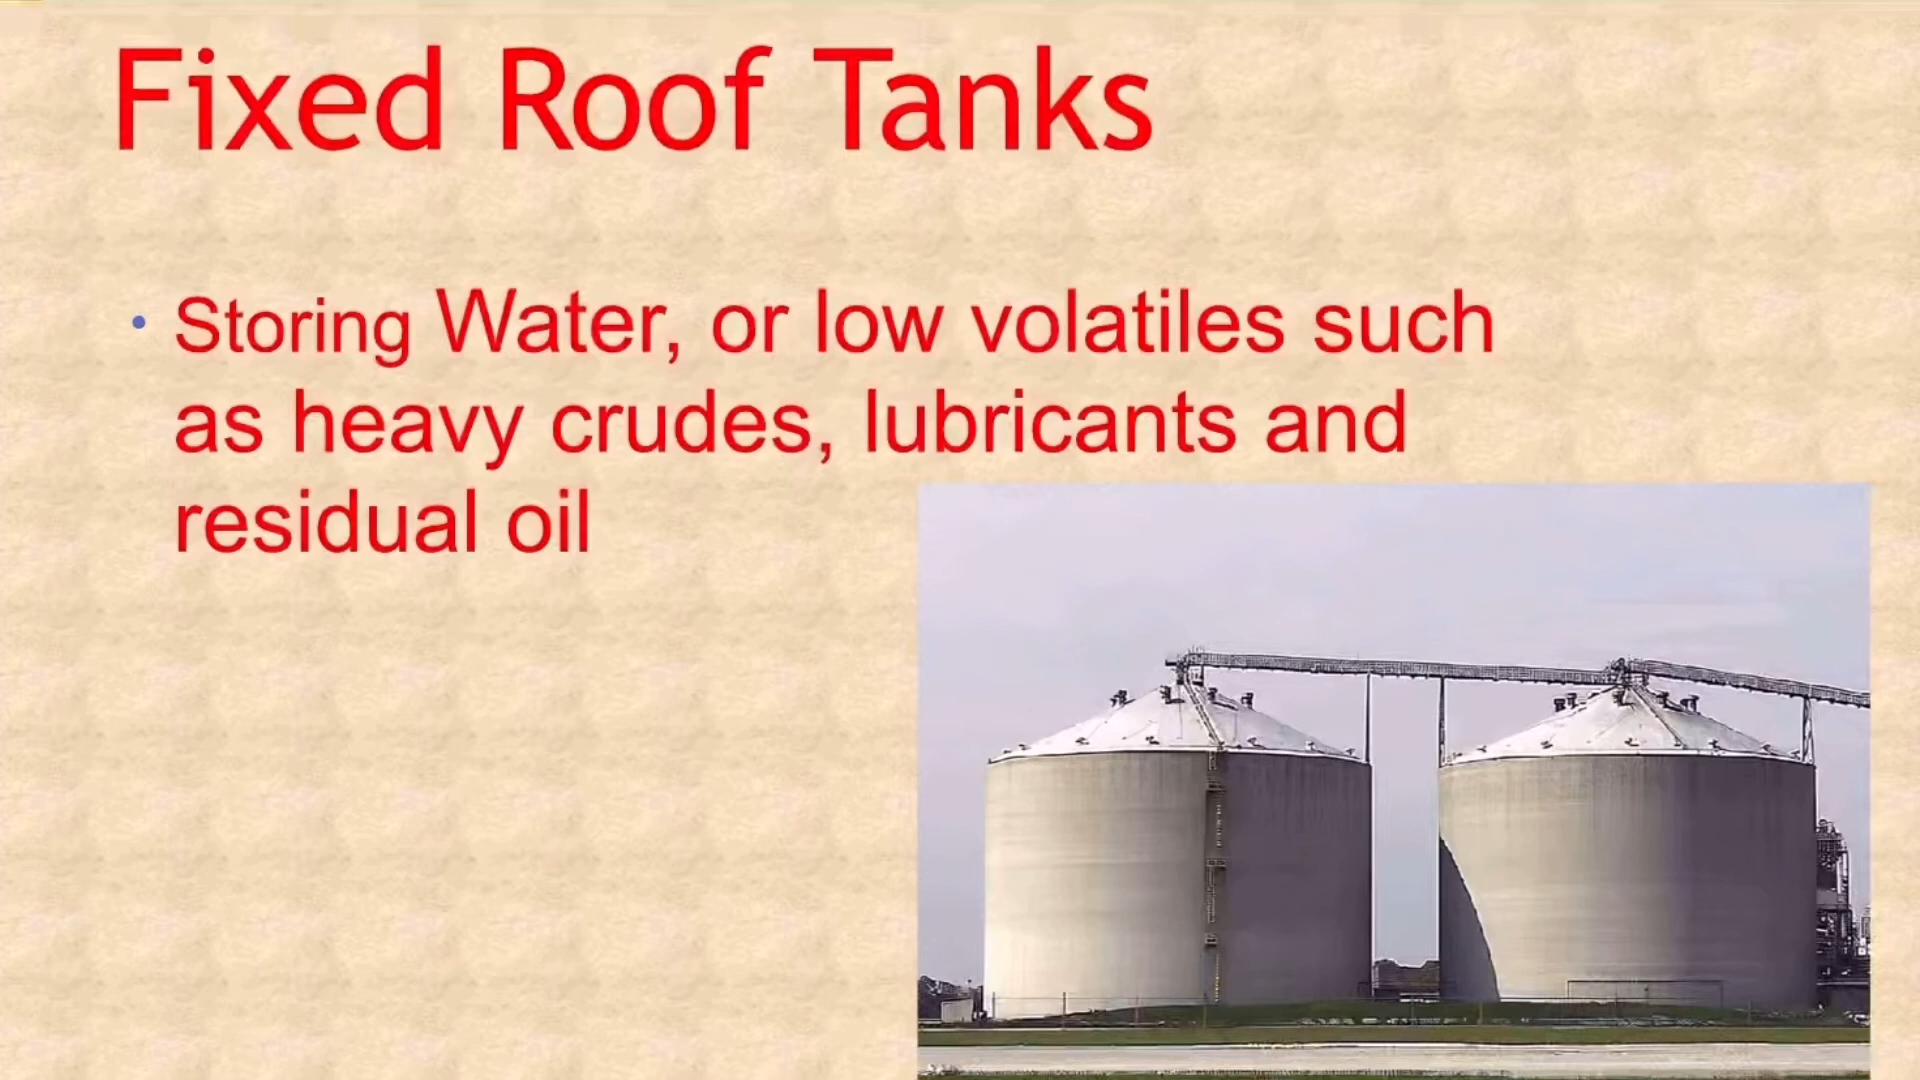 Fixed Roof Tanks
• Storing Water, or low volatiles such
as heavy crudes, lubricants and
residual oil